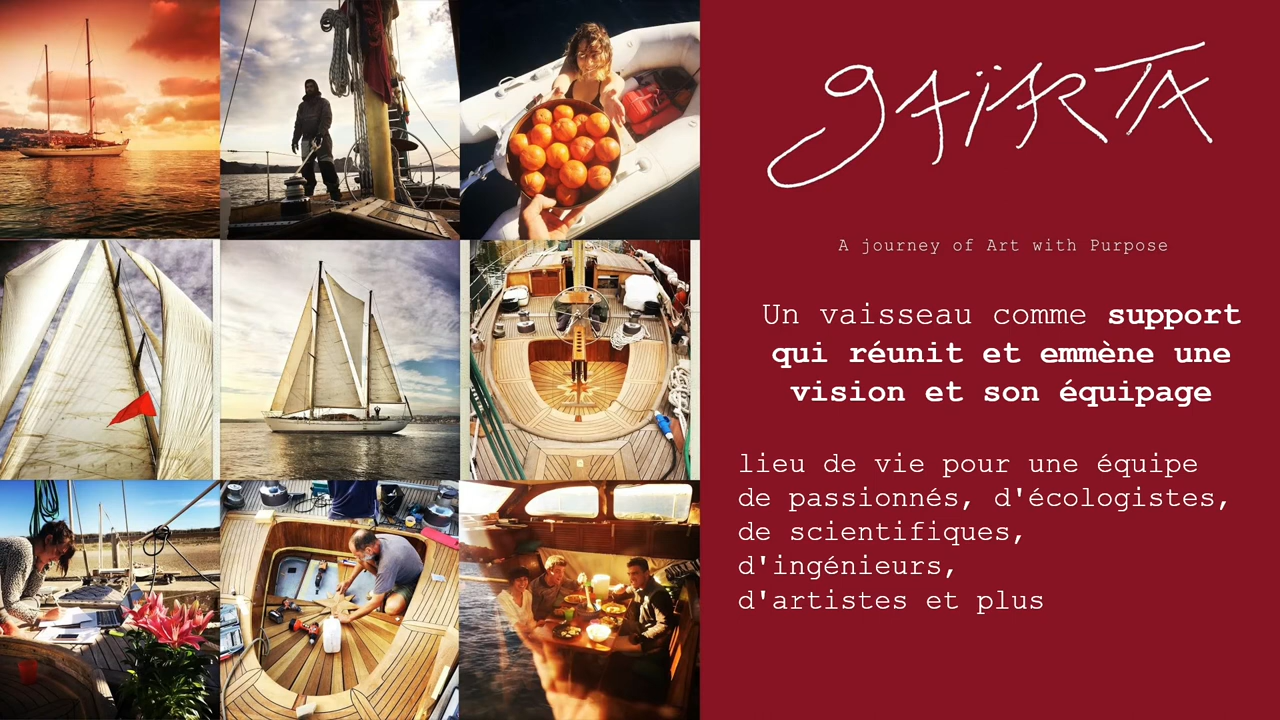 gAïARTA
A journey of Art with Purpose
Un vaisseau comme support
qui réunit et emmène une
vision et son équipage
lieu de vie pour une équipe
de passionnés, d'écologistes,
de scientifiques,
d'ingénieurs,
d'artistes et plus